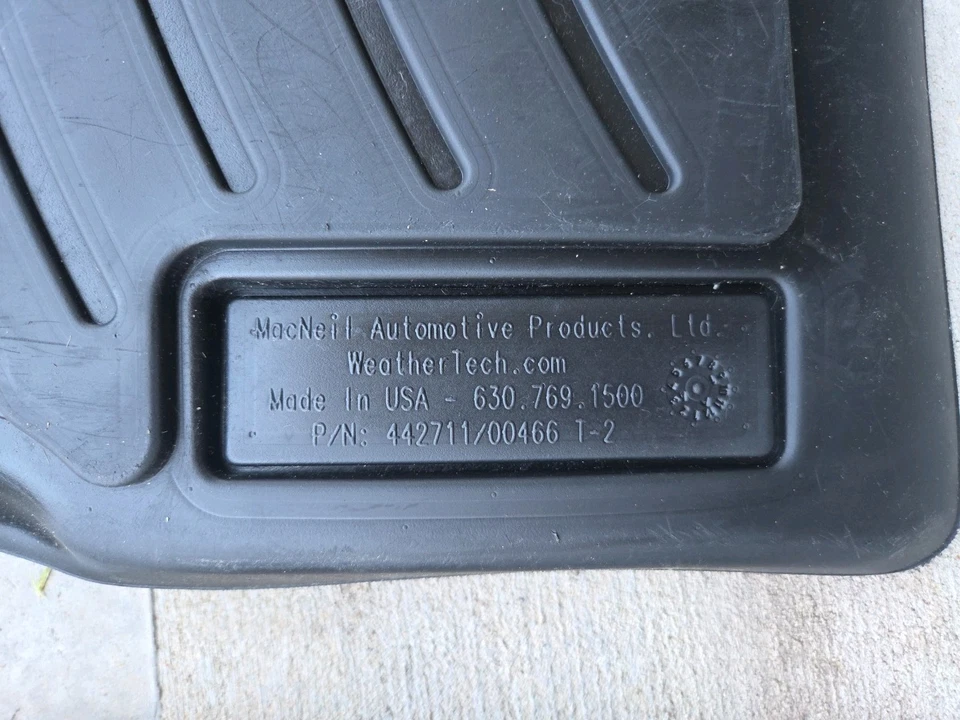 MacNeil Automotive Products. Ltd.
WeatherTech.com
Made In USA - 630.769.1500
P/N: 442711/00466 T-2